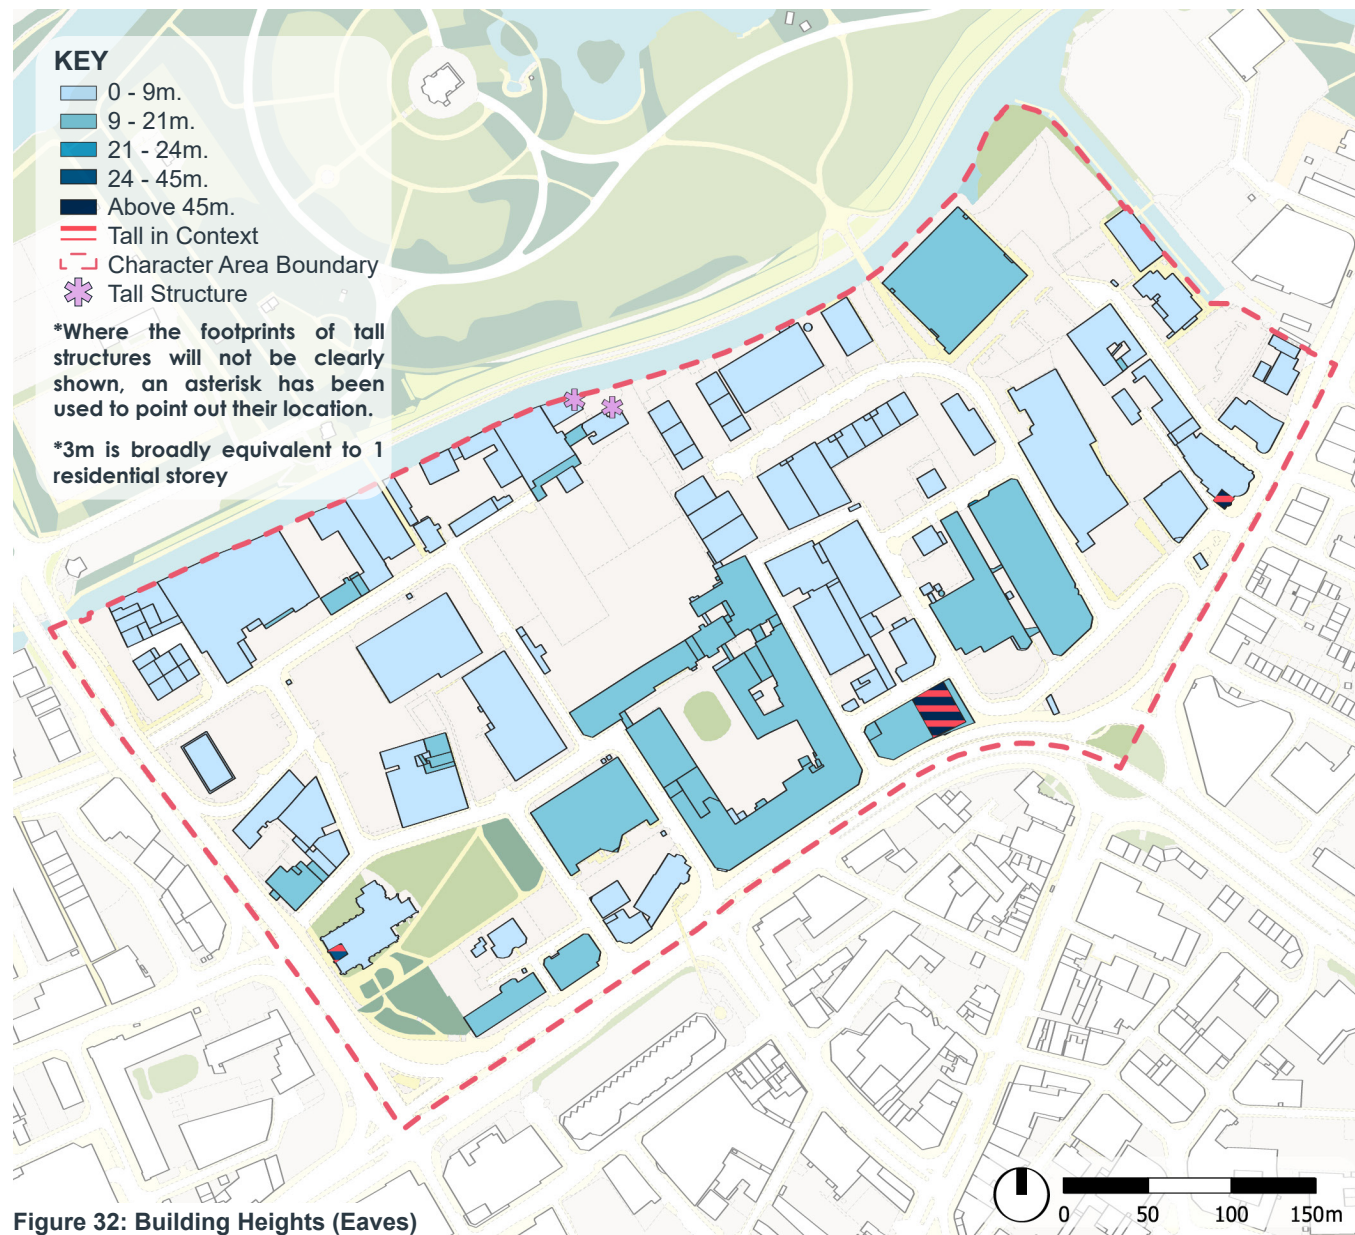 KEY
0 - 9m.
9 - 21m.
21 - 24m.
24 - 45m.
Above 45m.
Tall in Context
Character Area Boundary
Tall Structure
*Where the footprints of tall
structures will not be clearly
shown, an asterisk has been
used to point out their location.
*3m is broadly equivalent to 1
residential storey
0 50 100 150m
Figure 32: Building Heights (Eaves)